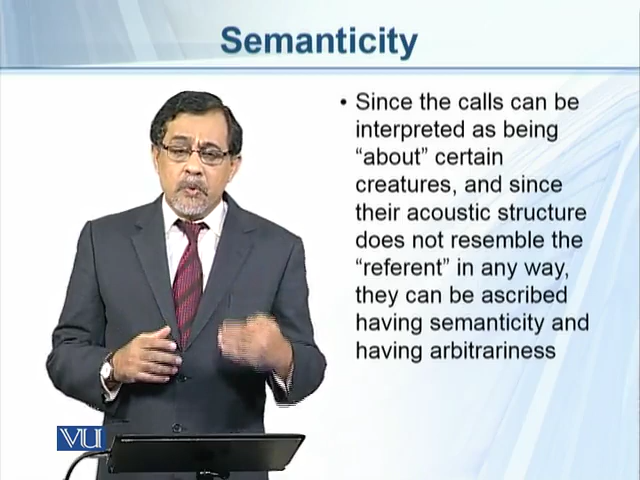 Semanticity
• Since the calls can be
interpreted as being
“about” certain
creatures, and since
their acoustic structure
does not resemble the
“referent” in any way,
they can be ascribed
having semanticity and
having arbitrariness
VU